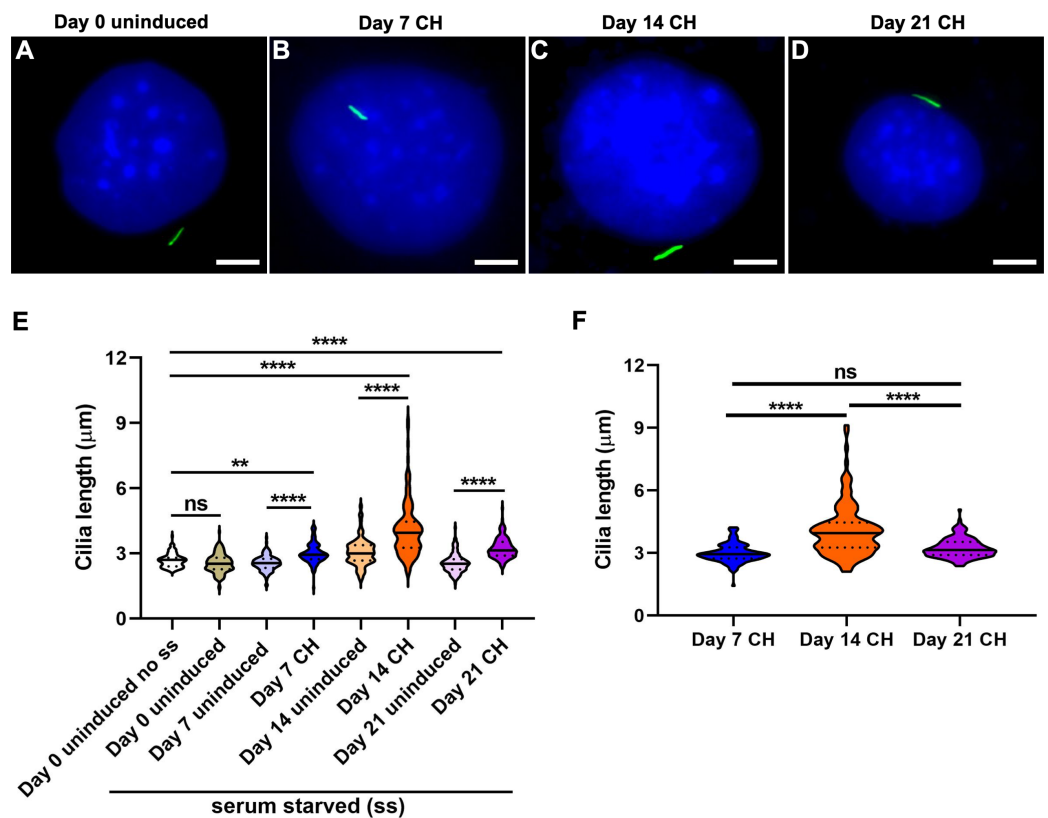 Day 0 uninduced
Day 7 CH
Day 14 CH
Day 21 CH
A
B
C
D
E
Cilia length (μm)
12
9
6
3
0
****
****
****
**
ns
****
****
Day 0 uninduced no ss
Day 0 uninduced
Day 7 uninduced
Day 7 CH
Day 14 uninduced
Day 14 CH
Day 21 uninduced
Day 21 CH
serum starved (ss)
F
Cilia length (μm)
12
9
6
3
0
ns
****
****
Day 7 CH
Day 14 CH
Day 21 CH